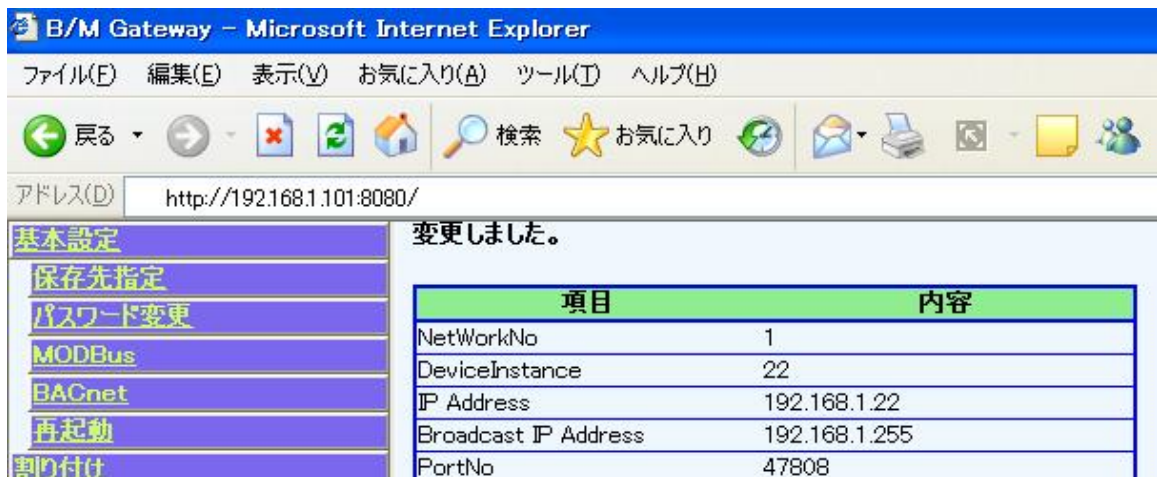 B/M Gateway - Microsoft Internet Explorer
ファイル(F) 編集(E) 表示(V) お気に入り(A) ツール(T) ヘルプ(H)
戻る 検索 お気に入り
アドレス(D) http://192.168.1.101:8080/
基本設定
保存先指定
パスワード変更
MODBus
BACnet
再起動
割り付け
変更しました。
項目 内容
NetWorkNo 1
DeviceInstance 22
IP Address 192.168.1.22
Broadcast IP Address 192.168.1.255
PortNo 47808